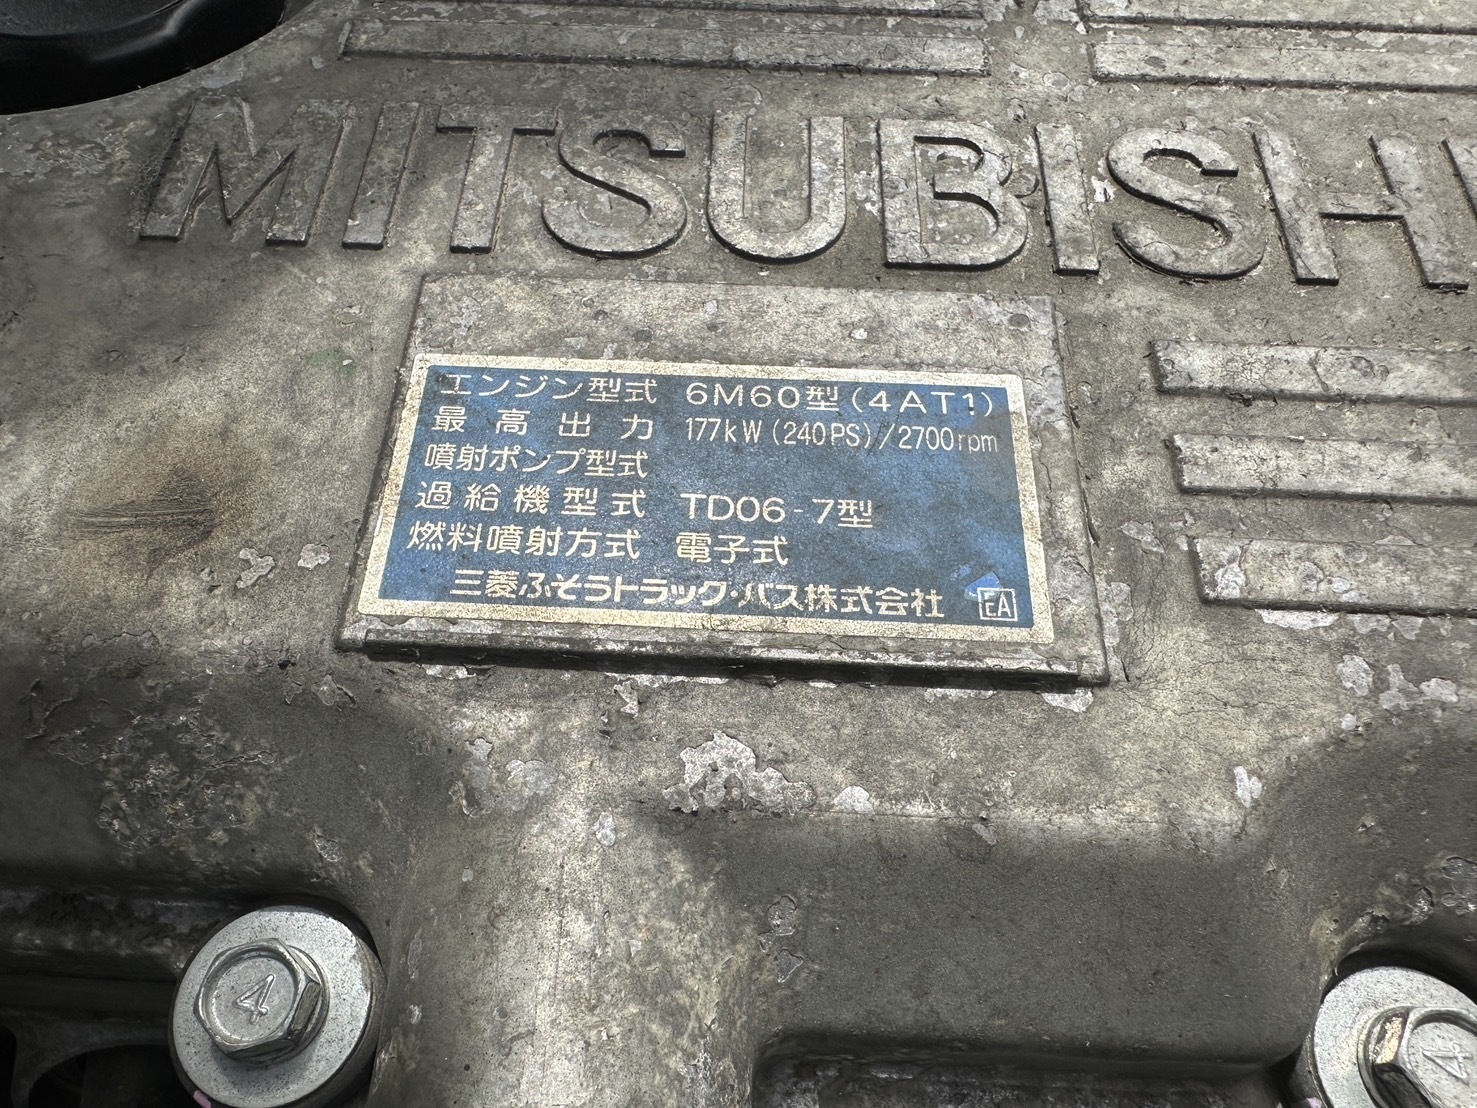 MITSUBISHI
エンジン型式 6M60型(4AT1)
最高出力 177kW(240PS)/2700rpm
噴射ポンプ型式
過給機型式 TD06-7型
燃料噴射方式 電子式
三菱ふそうトラック・バス株式会社 EA
4
4